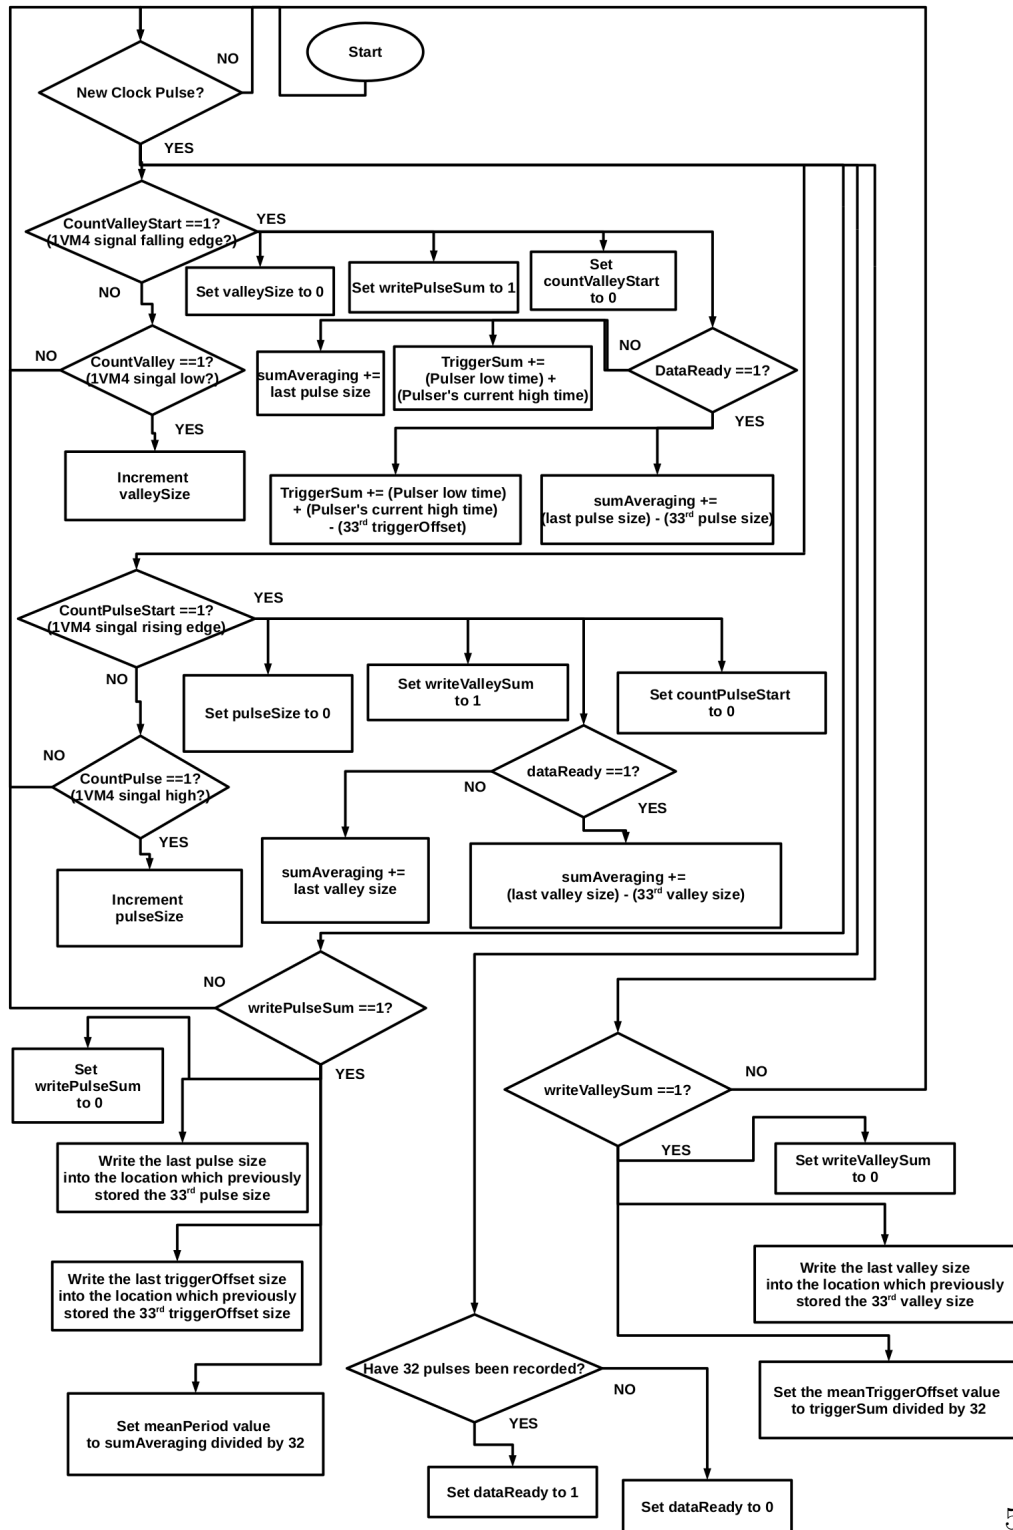 NO
Start
New Clock Pulse?
YES
CountValleyStart ==1?
(1VM4 signal falling edge?)
YES
Set valleySize to 0
Set writePulseSum to 1
Set
countValleyStart
to 0
NO
CountValley ==1?
(1VM4 singal low?)
NO
YES
Increment
valleySize
sumAveraging +=
last pulse size
TriggerSum +=
(Pulser low time) +
(Pulser's current high time)
NO
DataReady ==1?
YES
TriggerSum += (Pulser low time)
+ (Pulser's current high time)
- (33rd triggerOffset)
sumAveraging +=
(last pulse size) - (33rd pulse size)
CountPulseStart ==1?
(1VM4 singal rising edge)
YES
NO
Set pulseSize to 0
Set writeValleySum
to 1
Set countPulseStart
to 0
NO
CountPulse ==1?
(1VM4 singal high?)
YES
Increment
pulseSize
dataReady ==1?
NO
YES
sumAveraging +=
last valley size
sumAveraging +=
(last valley size) - (33rd valley size)
NO
writePulseSum ==1?
YES
Set
writePulseSum
to 0
Write the last pulse size
into the location which previously
stored the 33rd pulse size
Write the last triggerOffset size
into the location which previously
stored the 33rd triggerOffset size
Set meanPeriod value
to sumAveraging divided by 32
writeValleySum ==1?
NO
YES
Set writeValleySum
to 0
Write the last valley size
into the location which previously
stored the 33rd valley size
Set the meanTriggerOffset value
to triggerSum divided by 32
Have 32 pulses been recorded?
NO
YES
Set dataReady to 1
Set dataReady to 0